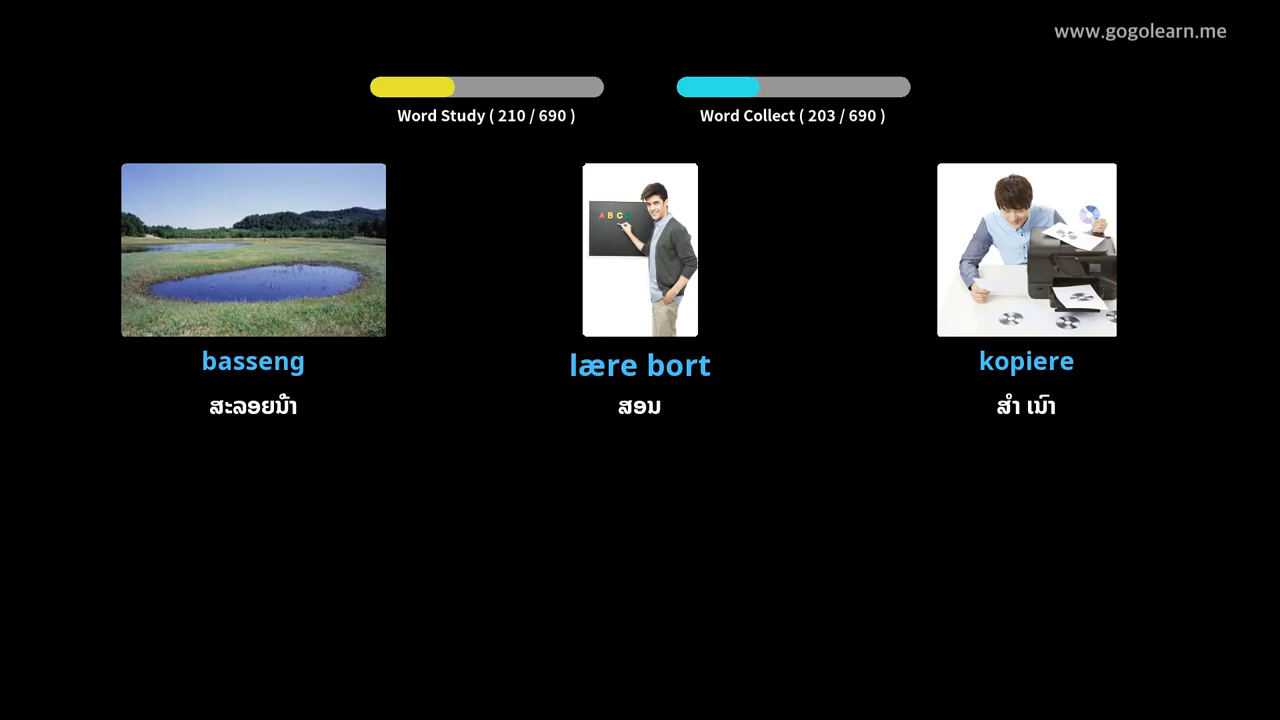 www.gogolearn.me
Word Study ( 210 / 690 )
Word Collect ( 203 / 690 )
A B C D
basseng
lære bort
kopiere
ສະລອຍນ້ຳາ
ສອນ
ສຳ ເນົາ